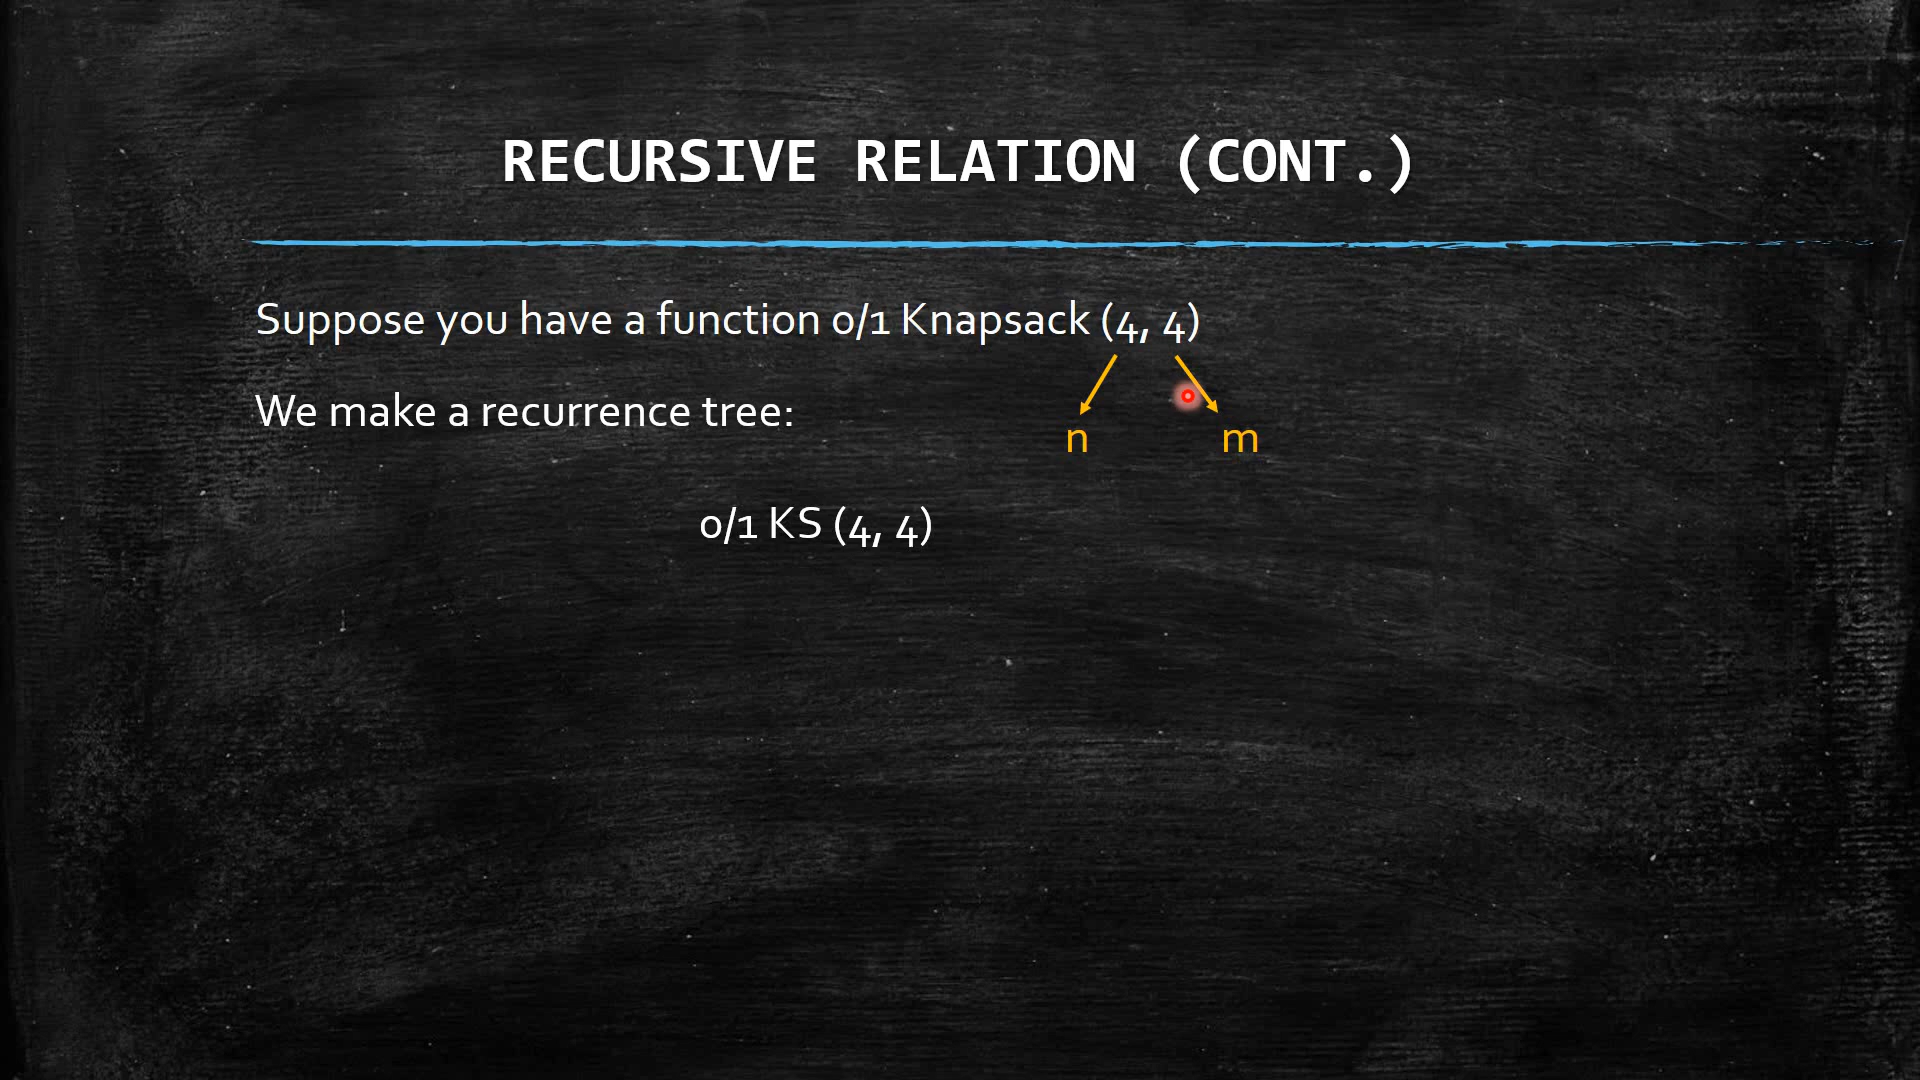 RECURSIVE RELATION (CONT.)
Suppose you have a function 0/1 Knapsack (4, 4)
We make a recurrence tree:
n m
0/1 KS (4, 4)